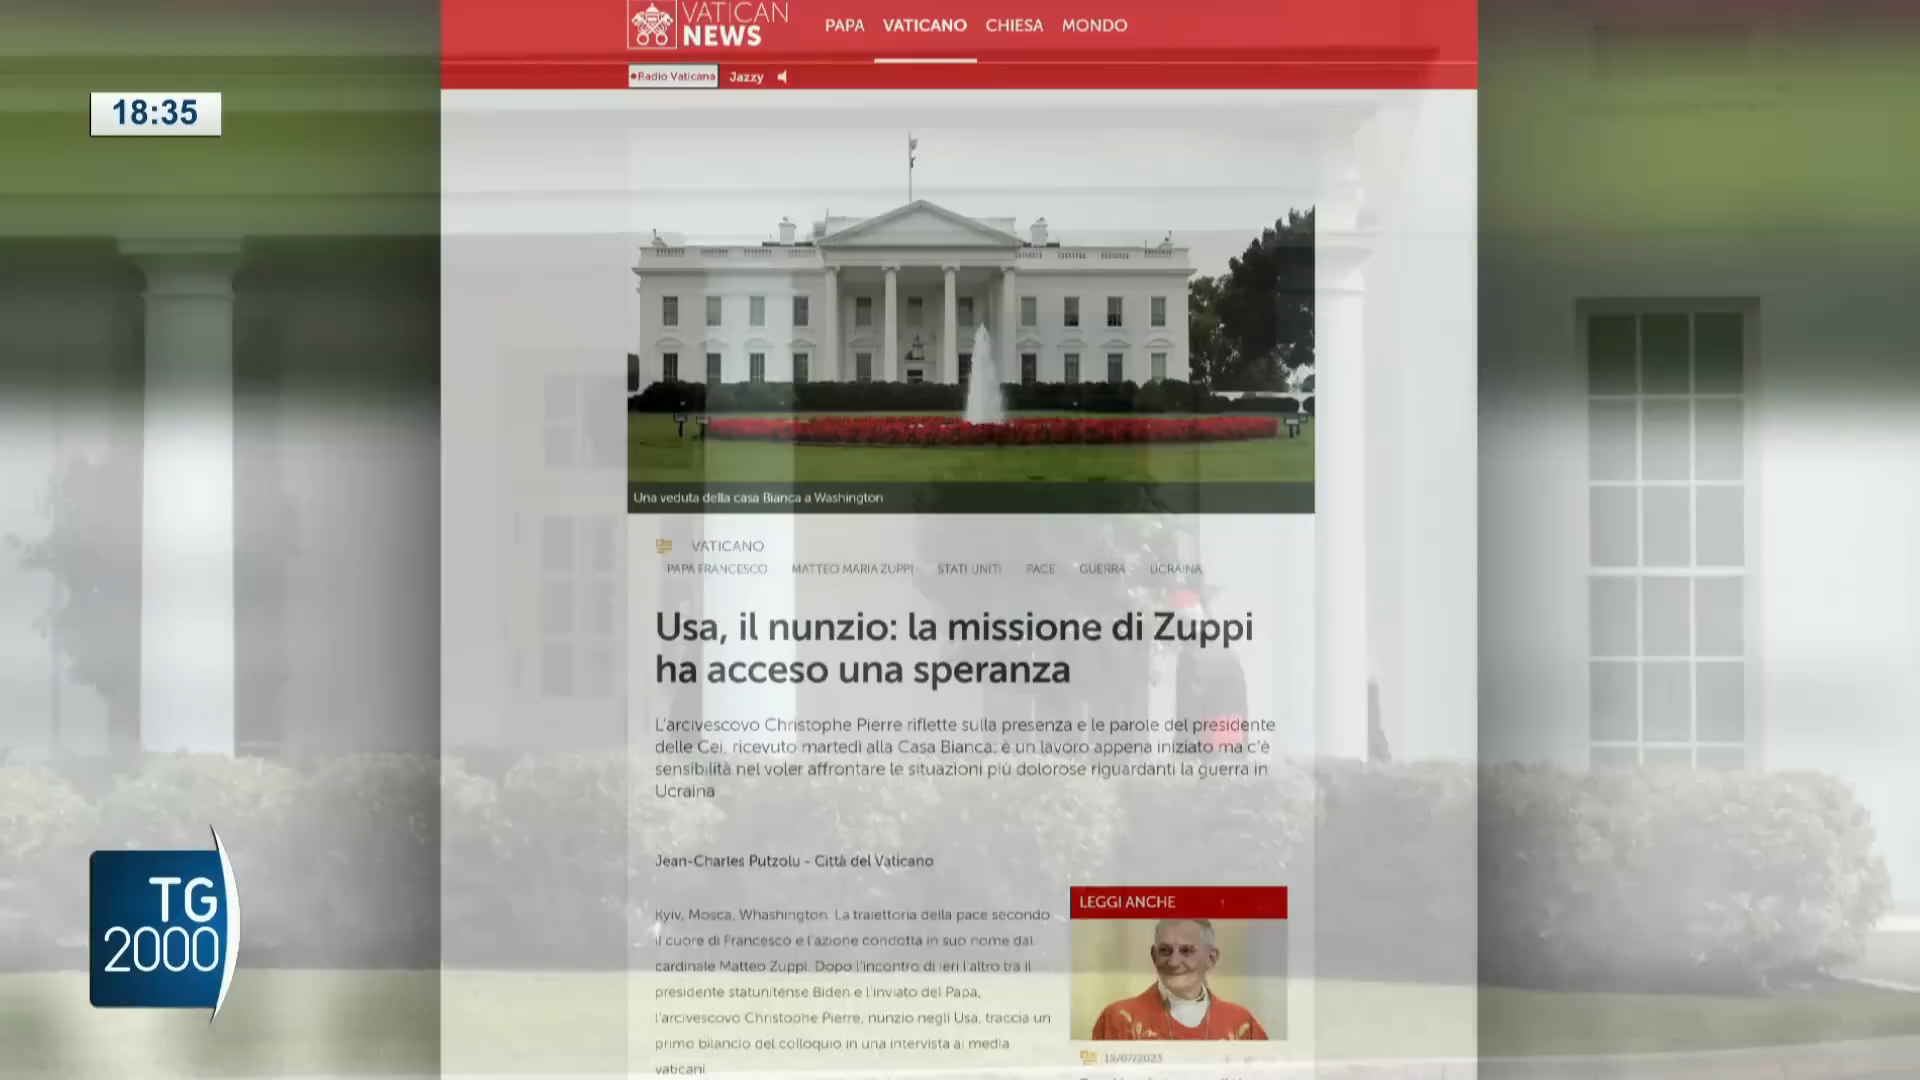 VATICAN
NEWS
PAPA VATICANO CHIESA MONDO
Radio Vaticana Jazzy
18:35
Una veduta della casa Bianca a Washington
VATICANO
PAPA FRANCESCO MATTEO MARIA ZUPPI STATI UNITI PACE GUERRA UCRAINA
Usa, il nunzio: la missione di Zuppi
ha acceso una speranza
L'arcivescovo Christophe Pierre riflette sulla presenza e le parole del presidente
delle Cei, ricevuto martedì alla Casa Bianca: è un lavoro appena iniziato ma c'è
sensibilità nel voler affrontare le situazioni più dolorose riguardanti la guerra in
Ucraina
Jean-Charles Putzolu - Città del Vaticano
Kyiv, Mosca, Whashington. La traiettoria della pace secondo
il cuore di Francesco e l'azione condotta in suo nome dal
cardinale Matteo Zuppi. Dopo l'incontro di ieri l'altro tra il
presidente statunitense Biden e l'inviato del Papa,
l'arcivescovo Christophe Pierre, nunzio negli Usa, traccia un
primo bilancio del colloquio in una intervista ai media
vaticani
LEGGI ANCHE
19/07/2023
TG
2000